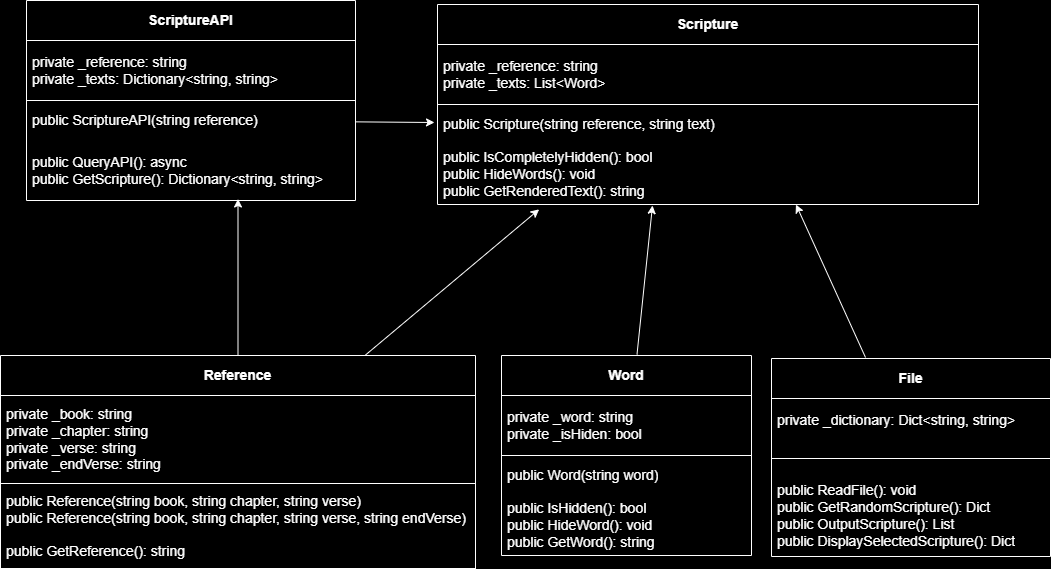 ScriptureAPI
private _reference: string
private _texts: Dictionary<string, string>
public ScriptureAPI(string reference)
public QueryAPI(): async
public GetScripture(): Dictionary<string, string>
Scripture
private _reference: string
private _texts: List<Word>
public Scripture(string reference, string text)
public IsCompletelyHidden(): bool
public HideWords(): void
public GetRenderedText(): string
Reference
private _book: string
private _chapter: string
private _verse: string
private _endVerse: string
public Reference(string book, string chapter, string verse)
public Reference(string book, string chapter, string verse, string endVerse)
public GetReference(): string
Word
private _word: string
private _isHiden: bool
public Word(string word)
public IsHidden(): bool
public HideWord(): void
public GetWord(): string
File
private _dictionary: Dict<string, string>
public ReadFile(): void
public GetRandomScripture(): Dict
public OutputScripture(): List
public DisplaySelectedScripture(): Dict